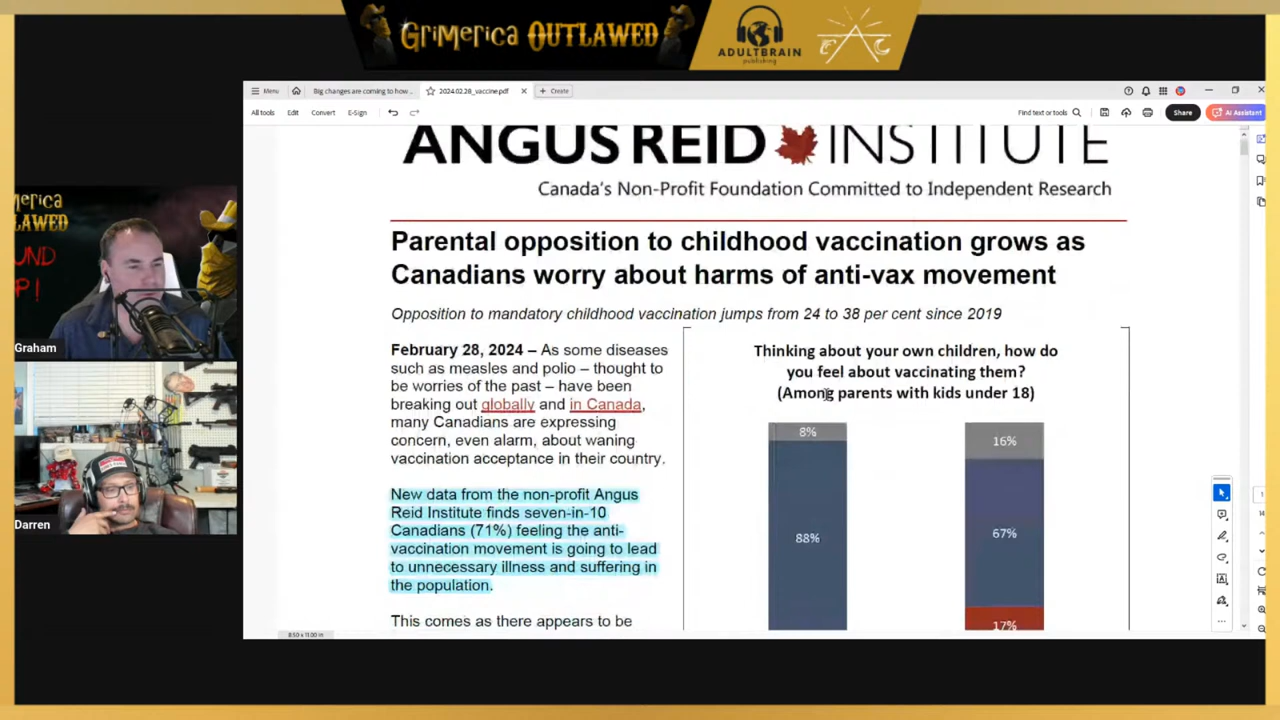 GriMerica OUTLAWED
ADULTBRAIN
publishing
Menu
Big changes are coming to how...
2024.02.28_vaccine.pdf
Create
All tools
Edit
Convert
E-Sign
Find text or tools
Share
AI Assistant
ANGUS REID INSTITUTE
Canada's Non-Profit Foundation Committed to Independent Research
Parental opposition to childhood vaccination grows as
Canadians worry about harms of anti-vax movement
Opposition to mandatory childhood vaccination jumps from 24 to 38 per cent since 2019
February 28, 2024 – As some diseases
such as measles and polio – thought to
be worries of the past – have been
breaking out globally and in Canada,
many Canadians are expressing
concern, even alarm, about waning
vaccination acceptance in their country.
New data from the non-profit Angus
Reid Institute finds seven-in-10
Canadians (71%) feeling the anti-
vaccination movement is going to lead
to unnecessary illness and suffering in
the population.
This comes as there appears to be
Thinking about your own children, how do
you feel about vaccinating them?
(Among parents with kids under 18)
8%
88%
16%
67%
17%
8.50 x 11.00 in
merica
LAWED
UND
P!
Graham
Darren